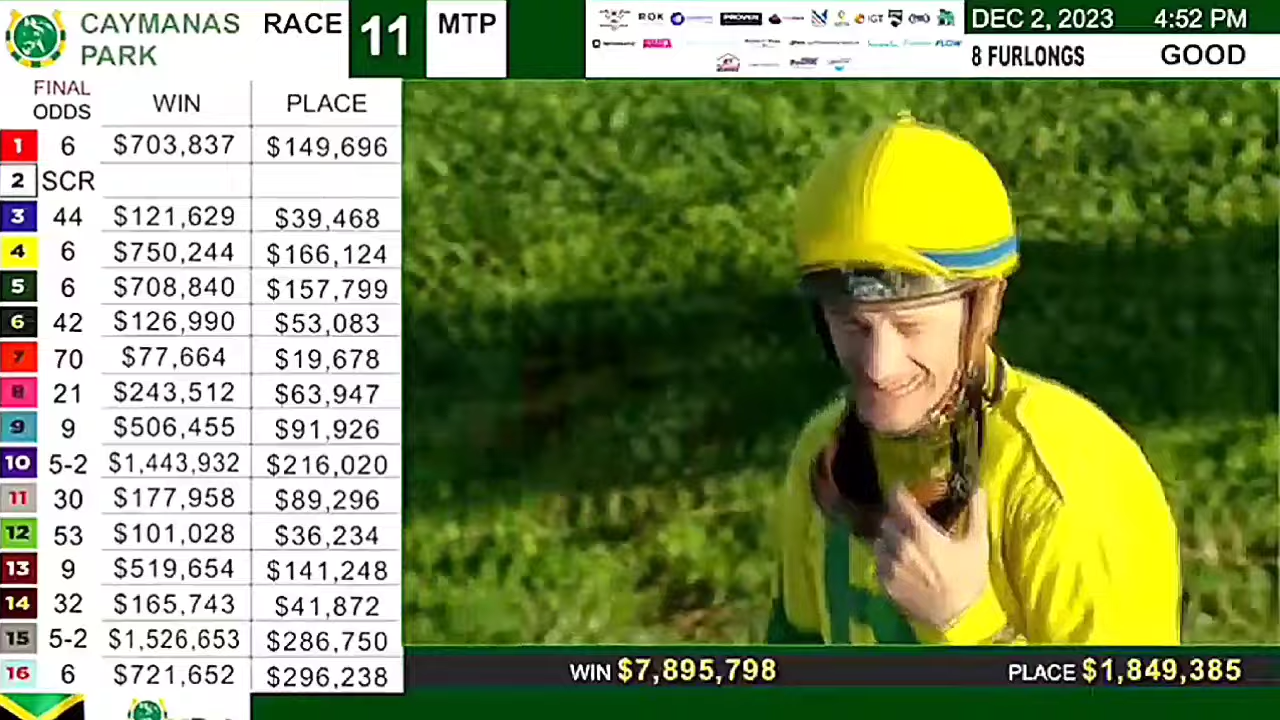 CAYMANAS PARK
RACE 11 MTP
ROK PROVEN IGT
FLOW
DEC 2, 2023 4:52 PM
8 FURLONGS GOOD
FINAL ODDS WIN PLACE
1 6 $703,837 $149,696
2 SCR
3 44 $121,629 $39,468
4 6 $750,244 $166,124
5 6 $708,840 $157,799
6 42 $126,990 $53,083
7 70 $77,664 $19,678
8 21 $243,512 $63,947
9 9 $506,455 $91,926
10 5-2 $1,443,932 $216,020
11 30 $177,958 $89,296
12 53 $101,028 $36,234
13 9 $519,654 $141,248
14 32 $165,743 $41,872
15 5-2 $1,526,653 $286,750
16 6 $721,652 $296,238
WIN $7,895,798 PLACE $1,849,385